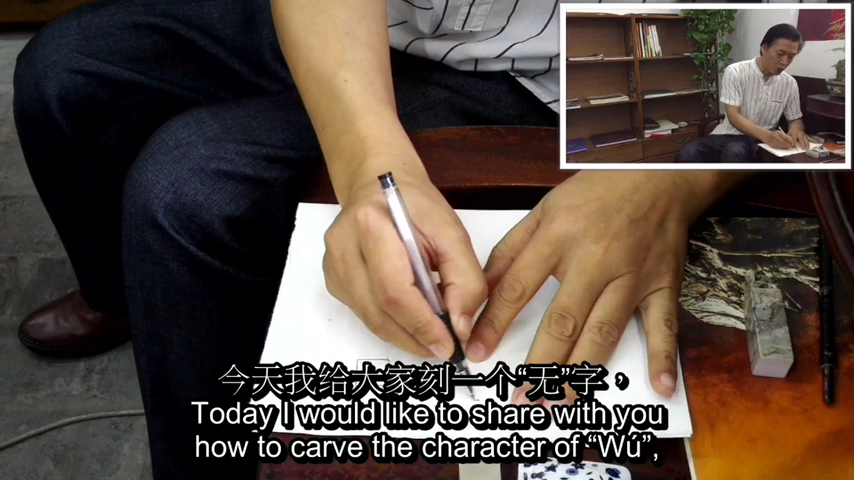 今天我给大家刻一个“无”字，
Today I would like to share with you
how to carve the character of “Wú”,